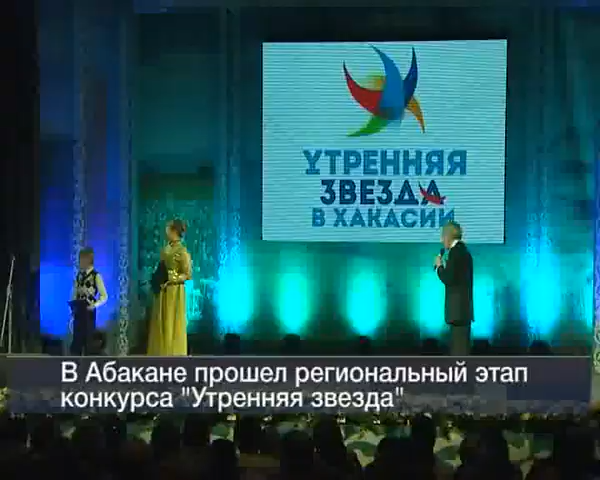 УТРЕННЯЯ
ЗВЕЗДА
В ХАКАСИИ
В Абакане прошел региональный этап
конкурса "Утренняя звезда"